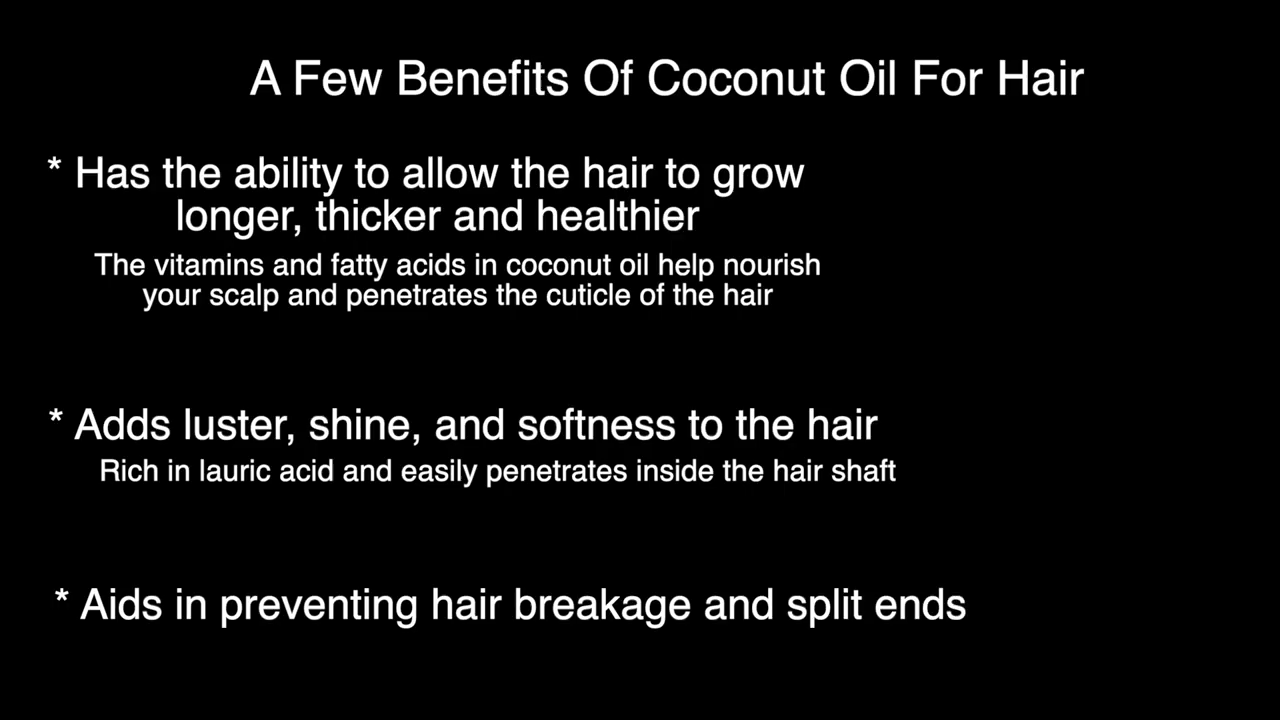 A Few Benefits Of Coconut Oil For Hair
* Has the ability to allow the hair to grow
longer, thicker and healthier
The vitamins and fatty acids in coconut oil help nourish
your scalp and penetrates the cuticle of the hair
* Adds luster, shine, and softness to the hair
Rich in lauric acid and easily penetrates inside the hair shaft
* Aids in preventing hair breakage and split ends